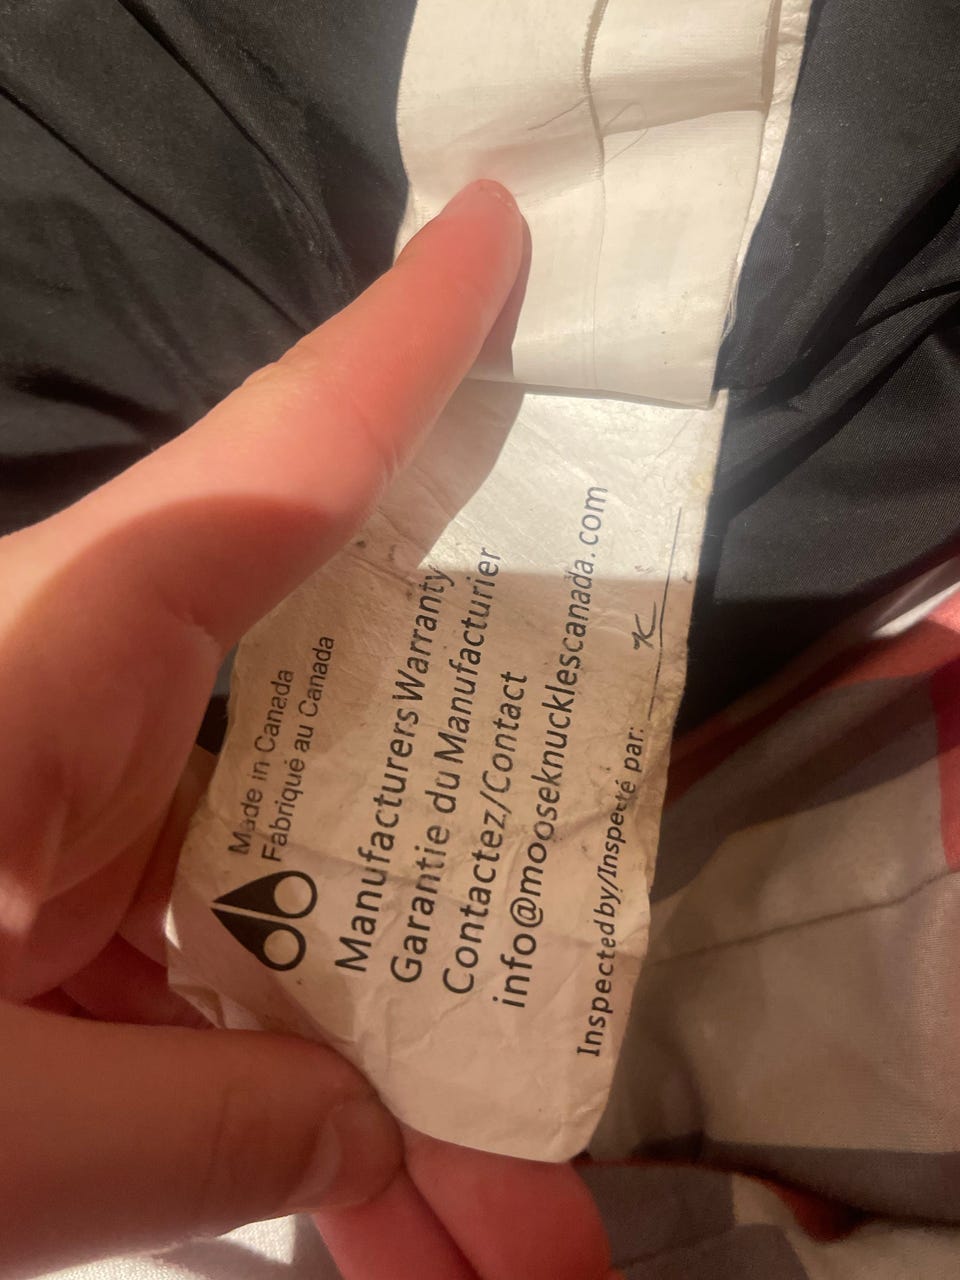 Made in Canada
Fabriqué au Canada
Manufacturers Warranty
Garantie du Manufacturier
Contactez/Contact
info@mooseknucklescanada.com
Inspected by/Inspecté par: K